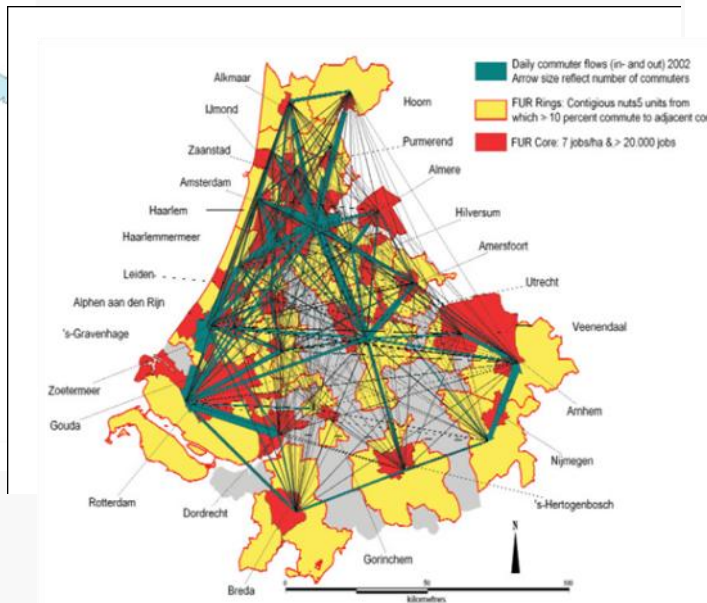 Daily commuter flows (in- and out) 2002
Arrow size reflect number of commuters
FUR Rings: Contigious nuts5 units from
which > 10 percent commute to adjacent co
FUR Core: 7 jobs/ha & > 20.000 jobs
Alkmaar
Hoorn
IJmond
Purmerend
Zaanstad
Almere
Amsterdam
Haarlem
Hilversum
Haarlemmermeer
Amersfoort
Leiden
Utrecht
Alphen aan den Rijn
's-Gravenhage
Veenendaal
Zoetermeer
Arnhem
Gouda
Nijmegen
Rotterdam
Dordrecht
's-Hertogenbosch
Gorinchem
Breda
N
0 50 100
kilometres